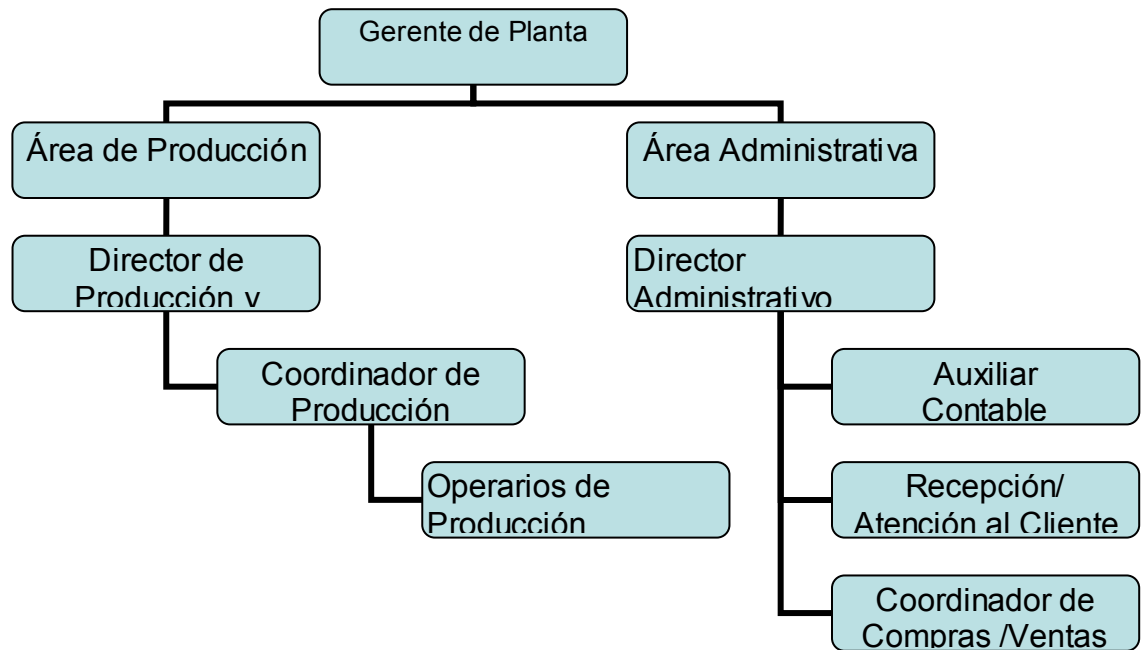 Gerente de Planta
Área de Producción
Área Administrativa
Director de
Producción y
Director
Administrativo
Coordinador de
Producción
Auxiliar
Contable
Operarios de
Producción
Recepción/
Atención al Cliente
Coordinador de
Compras /Ventas